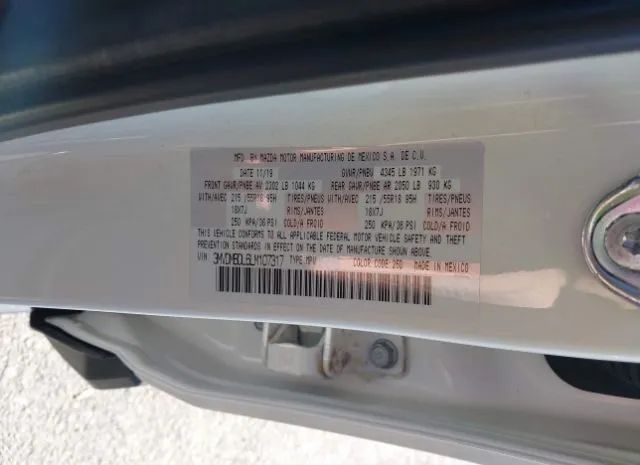 MFD. BY MAZDA MOTOR MANUFACTURING DE MEXICO S.A. DE C.V.
DATE 11/19 GVWR/PNBV 4345 LB 1971 KG
FRONT GAWR/PNBE AV 2302 LB 1044 KG REAR GAWR/PNBE AR 2050 LB 930 KG
WITH/AVEC 215 /55R18 95H TIRES/PNEUS WITH/AVEC 215 /55R18 95H TIRES/PNEUS
18X7J RIMS/JANTES 18X7J RIMS/JANTES
250 KPA/36 PSI COLD/A FROID 250 KPA/36 PSI COLD/A FROID
THIS VEHICLE CONFORMS TO ALL APPLICABLE FEDERAL MOTOR VEHICLE SAFETY AND THEFT
PREVENTION STANDARDS IN EFFECT ON THE DATE OF MANUFACTURE SHOWN ABOVE.
VIN: TYPE MPV COLOR CODE: MADE IN MEXICO